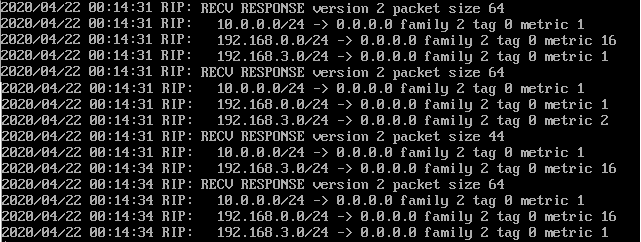 2020/04/22 00:14:31 RIP: RECV RESPONSE version 2 packet size 64
2020/04/22 00:14:31 RIP:   10.0.0.0/24 -> 0.0.0.0 family 2 tag 0 metric 1
2020/04/22 00:14:31 RIP:   192.168.0.0/24 -> 0.0.0.0 family 2 tag 0 metric 16
2020/04/22 00:14:31 RIP:   192.168.3.0/24 -> 0.0.0.0 family 2 tag 0 metric 1
2020/04/22 00:14:31 RIP: RECV RESPONSE version 2 packet size 64
2020/04/22 00:14:31 RIP:   10.0.0.0/24 -> 0.0.0.0 family 2 tag 0 metric 1
2020/04/22 00:14:31 RIP:   192.168.0.0/24 -> 0.0.0.0 family 2 tag 0 metric 1
2020/04/22 00:14:31 RIP:   192.168.3.0/24 -> 0.0.0.0 family 2 tag 0 metric 2
2020/04/22 00:14:31 RIP: RECV RESPONSE version 2 packet size 44
2020/04/22 00:14:31 RIP:   10.0.0.0/24 -> 0.0.0.0 family 2 tag 0 metric 1
2020/04/22 00:14:34 RIP:   192.168.3.0/24 -> 0.0.0.0 family 2 tag 0 metric 16
2020/04/22 00:14:34 RIP: RECV RESPONSE version 2 packet size 64
2020/04/22 00:14:34 RIP:   10.0.0.0/24 -> 0.0.0.0 family 2 tag 0 metric 1
2020/04/22 00:14:34 RIP:   192.168.0.0/24 -> 0.0.0.0 family 2 tag 0 metric 16
2020/04/22 00:14:34 RIP:   192.168.3.0/24 -> 0.0.0.0 family 2 tag 0 metric 1